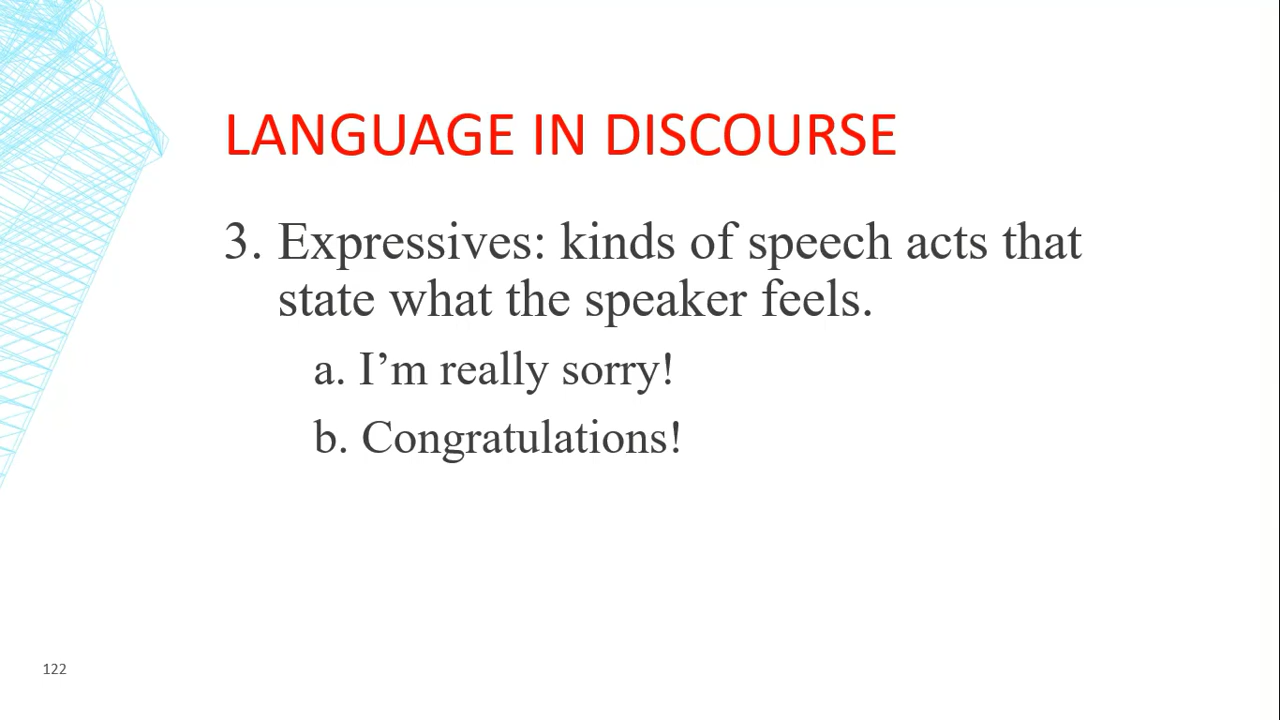 LANGUAGE IN DISCOURSE
3. Expressives: kinds of speech acts that
state what the speaker feels.
a. I’m really sorry!
b. Congratulations!
122